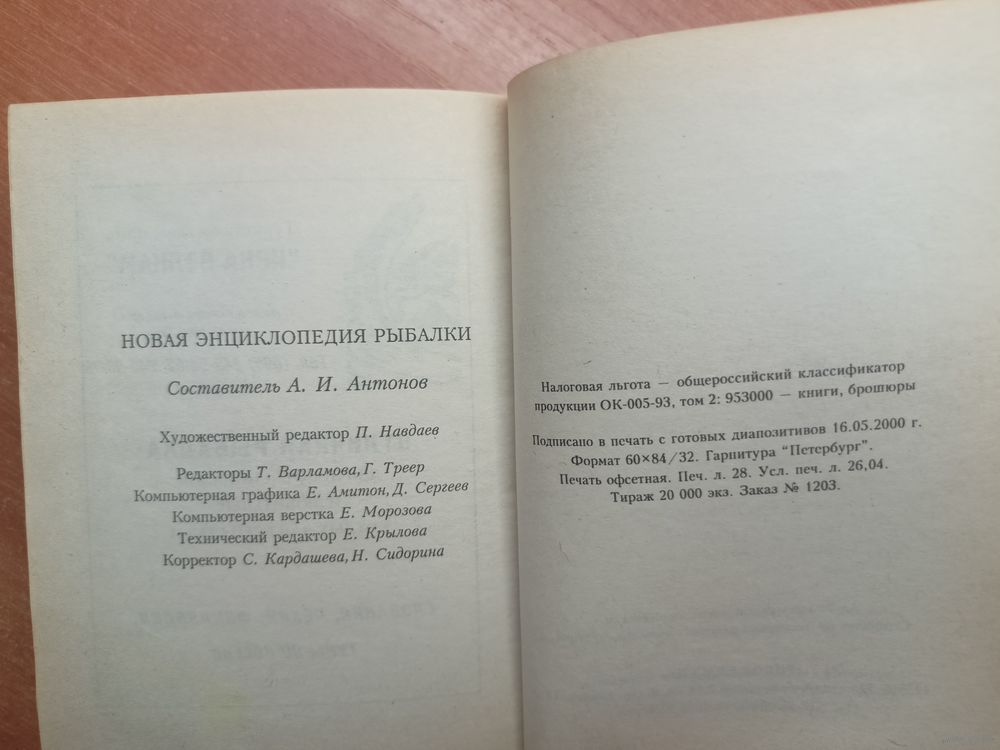 НОВАЯ ЭНЦИКЛОПЕДИЯ РЫБАЛКИ
Составитель А. И. Антонов
Художественный редактор П. Навдаев
Редакторы Т. Варламова, Г. Треер
Компьютерная графика Е. Амитон, Д. Сергеев
Компьютерная верстка Е. Морозова
Технический редактор Е. Крылова
Корректор С. Кардашева, Н. Сидорина
Налоговая льгота — общероссийский классификатор
продукции ОК-005-93, том 2: 953000 — книги, брошюры
Подписано в печать с готовых диапозитивов 16.05.2000 г.
Формат 60×84/32. Гарнитура "Петербург".
Печать офсетная. Печ. л. 28. Усл. печ. л. 26,04.
Тираж 20 000 экз. Заказ № 1203.